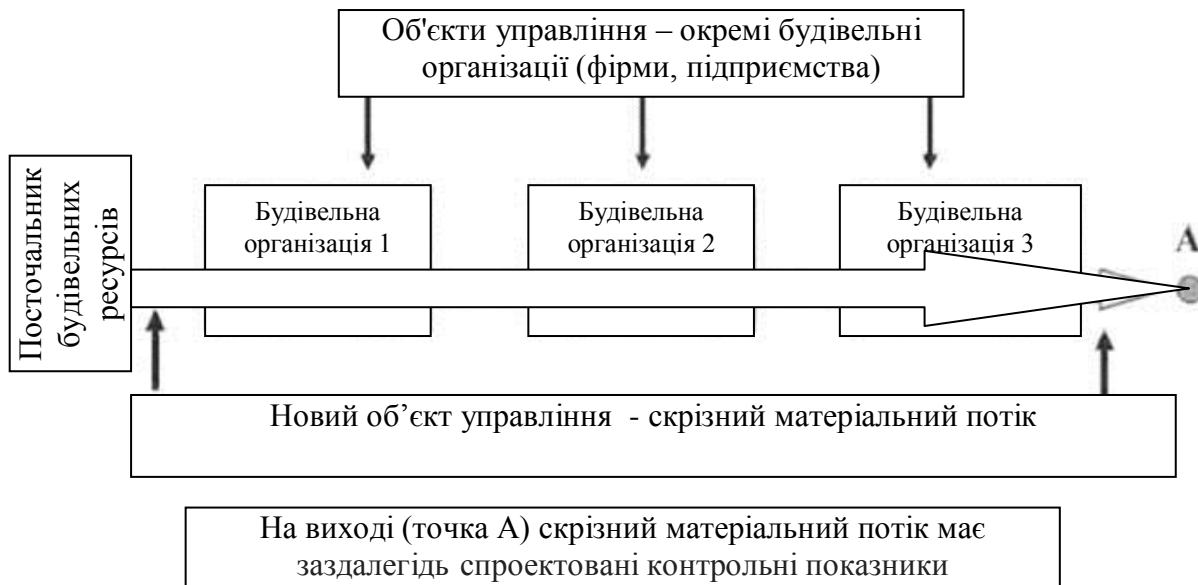 Об'єкти управління – окремі будівельні
організації (фірми, підприємства)
Посточальник
будівельних
ресурсів
Будівельна
організація 1
Будівельна
організація 2
Будівельна
організація 3
А
Новий об’єкт управління - скрізний матеріальний потік
На виході (точка А) скрізний матеріальний потік має
заздалегідь спроектовані контрольні показники